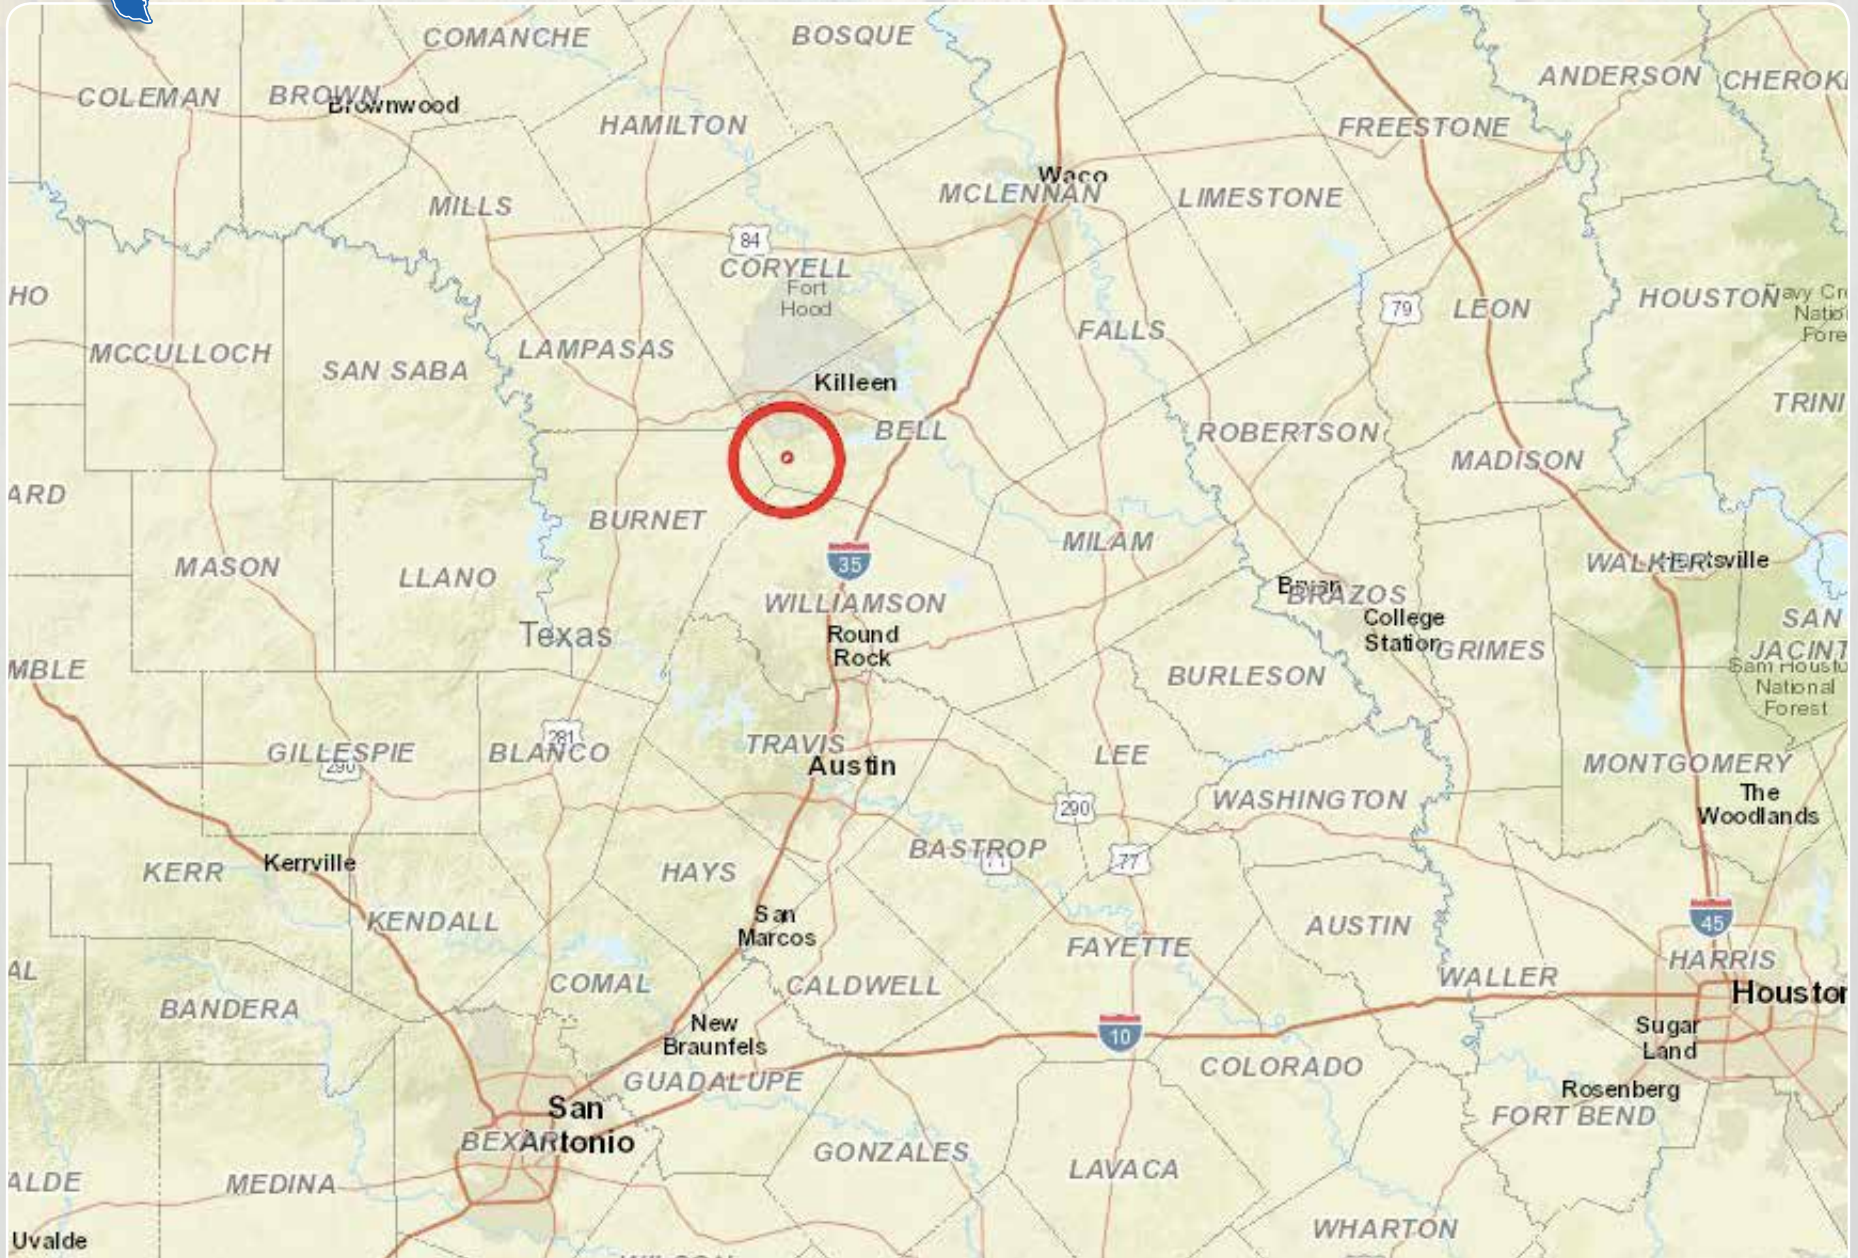 COMANCHE
BOSQUE
ANDERSON
COLEMAN
BROWN
Brownwood
HAMILTON
FREESTONE
Waco
MCLENNAN
LIMESTONE
MILLS
84
CORYELL
Fort
Hood
HO
79
LEON
HOUSTON
FALLS
MCCULLOCH
SAN SABA
LAMPASAS
Killeen
TRINI
BELL
ROBERTSON
MADISON
ARD
BURNET
MILAM
35
MASON
LLANO
WALKER
Bryan
BRAZOS
WILLIAMSON
College
Station
SAN
JACINT
Texas
Round
Rock
GRIMES
MBLE
BURLESON
National
Forest
281
GILLESPIE
290
BLANCO
TRAVIS
Austin
LEE
MONTGOMERY
The
Woodlands
290
WASHINGTON
BASTROP
77
KERR
Kerrville
HAYS
KENDALL
San
Marcos
AUSTIN
45
FAYETTE
HARRIS
AL
COMAL
CALDWELL
WALLER
Houston
BANDERA
New
Braunfels
10
Sugar
Land
COLORADO
GUADALUPE
Rosenberg
San
Antonio
BEXAR
FORT BEND
GONZALES
LAVACA
ALDE
MEDINA
WHARTON
Uvalde